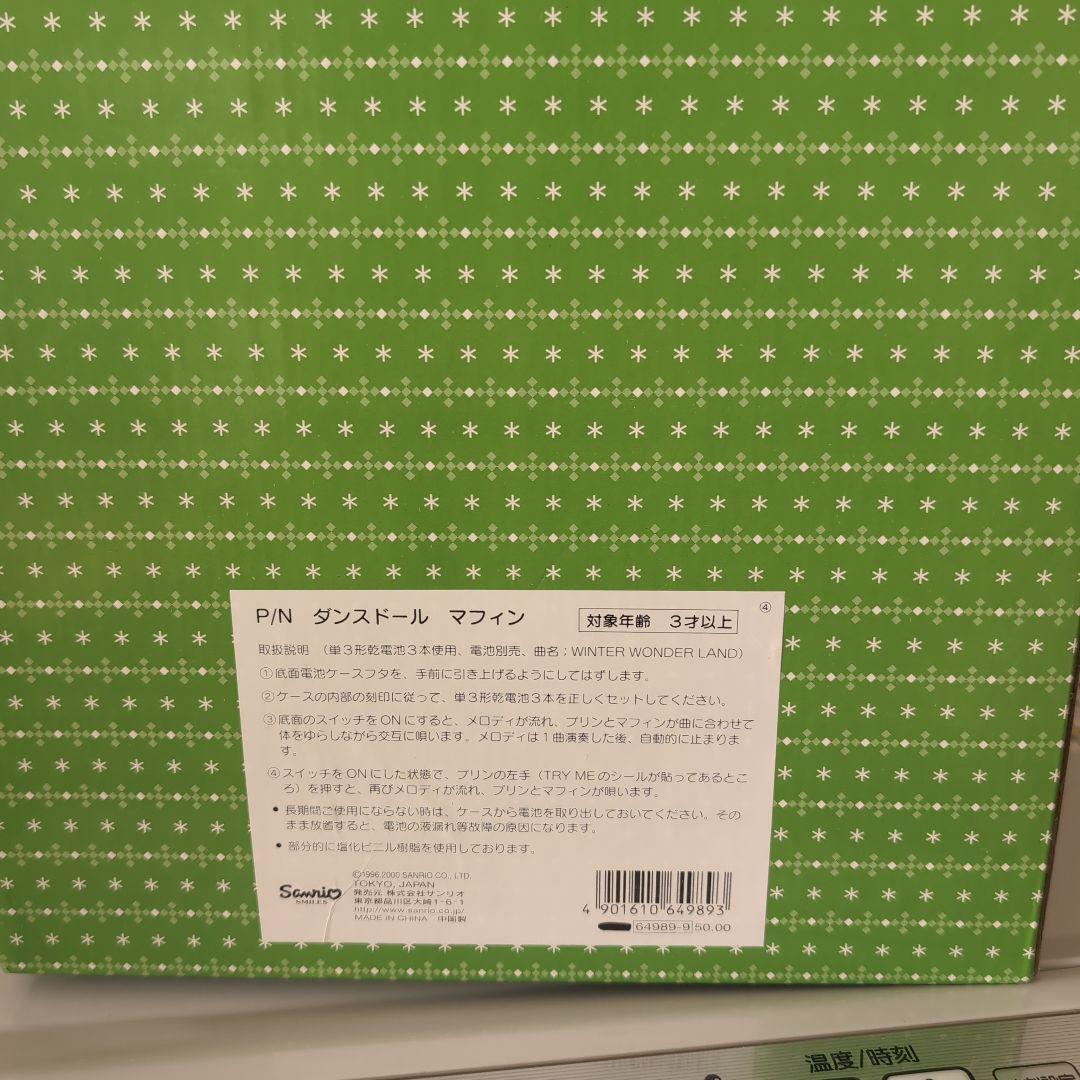 P/N ダンスドール マフィン
対象年齢 3才以上
④
取扱説明 (単3形乾電池3本使用、電池別売、曲名;WINTER WONDER LAND)
①底面電池ケースフタを、手前に引き上げるようにしてはずします。
②ケースの内部の刻印に従って、単3形乾電池3本を正しくセットしてください。
③底面のスイッチをONにすると、メロディが流れ、プリンとマフィンが曲に合わせて
体をゆらしながら交互に唄います。メロディは1曲演奏した後、自動的に止まりま
す。
④スイッチをONにした状態で、プリンの左手(TRY MEのシールが貼ってあるとこ
ろ)を押すと、再びメロディが流れ、プリンとマフィンが唄います。
● 長期間ご使用にならない時は、ケースから電池を取り出しておいてください。その
まま放置すると、電池の液漏れ等故障の原因になります。
● 部分的に塩化ビニル樹脂を使用しております。
Sanrio
SMILES
©1996,2000 SANRIO CO., LTD.
TOKYO, JAPAN
発売元 株式会社サンリオ
東京都品川区大崎1-6-1
http://www.sanrio.co.jp/
MADE IN CHINA 中国製
4 901610 649893
64989-9 50.00
温度/時刻